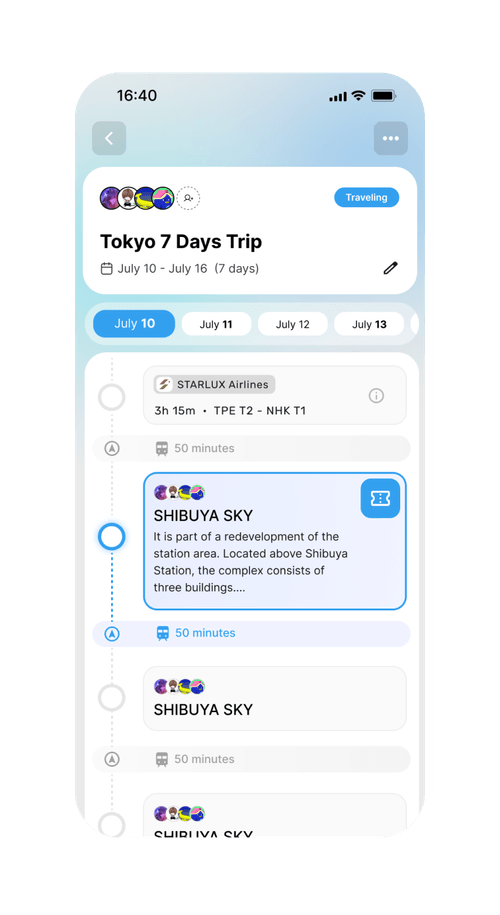 16:40
Traveling
Tokyo 7 Days Trip
July 10 - July 16 (7 days)
July 10
July 11
July 12
July 13
STARLUX Airlines
3h 15m • TPE T2 - NHK T1
50 minutes
SHIBUYA SKY
It is part of a redevelopment of the
station area. Located above Shibuya
Station, the complex consists of
three buildings....
50 minutes
SHIBUYA SKY
50 minutes
SHIBUYA SKY